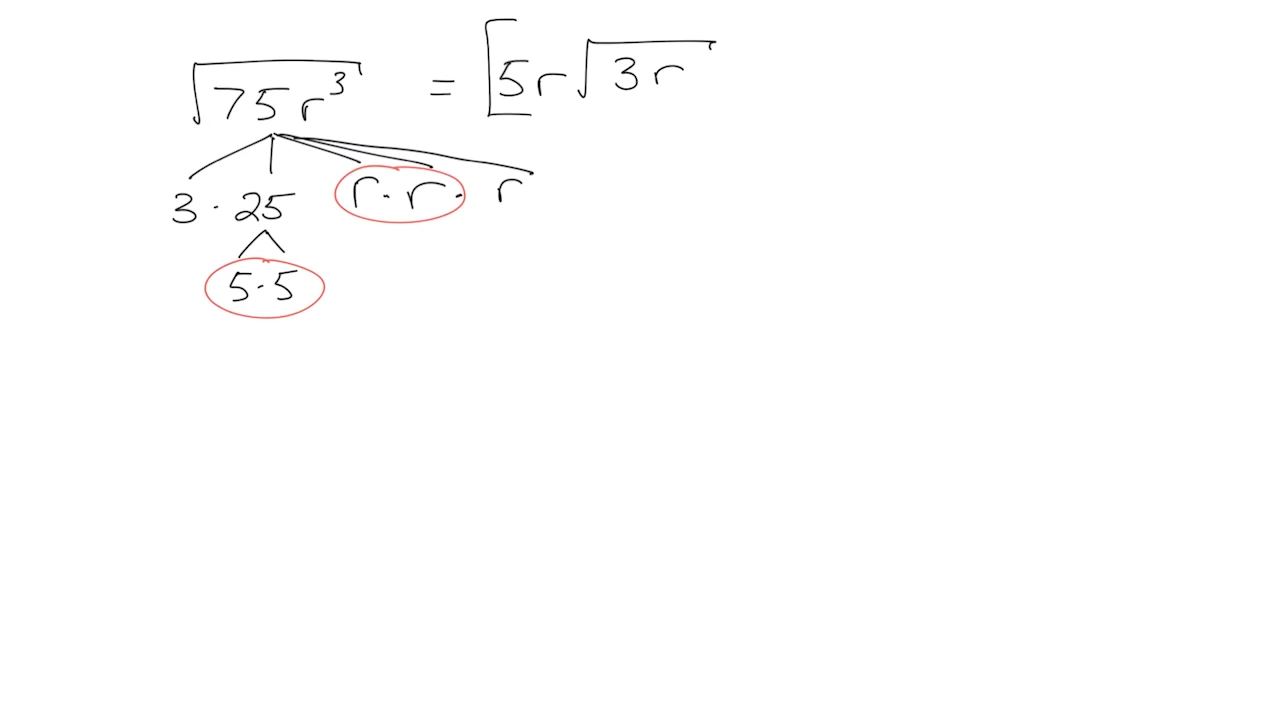 √75r³ = [5r√3r
3 · 25 r · r · r
5 · 5